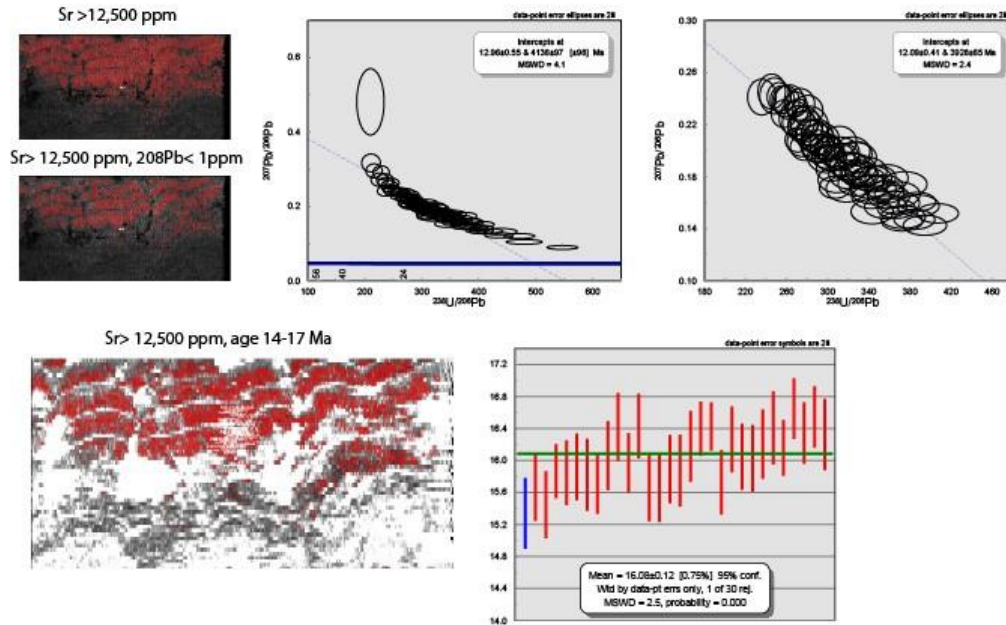 Sr >12,500 ppm
Sr> 12,500 ppm, 208Pb< 1ppm
data-point error ellipses are 2δ
Intercepts at
12.96±0.55 & 4136±97 [±98] Ma
MSWD = 4.1
0.6
0.4
0.2
0.0
207Pb/206Pb
56
40
24
100
200
300
400
500
600
238U/206Pb
data-point error ellipses are 2δ
Intercepts at
12.09±0.41 & 3928±65 Ma
MSWD = 2.4
0.30
0.26
0.22
0.18
0.14
0.10
207Pb/206Pb
180
220
260
300
340
380
420
460
238U/206Pb
Sr> 12,500 ppm, age 14-17 Ma
data-point error symbols are 2δ
17.2
16.8
16.4
16.0
15.6
15.2
14.8
14.4
14.0
Mean = 16.08±0.12 [0.75%] 95% conf.
Wtd by data-pt errs only, 1 of 30 rej.
MSWD = 2.5, probability = 0.000